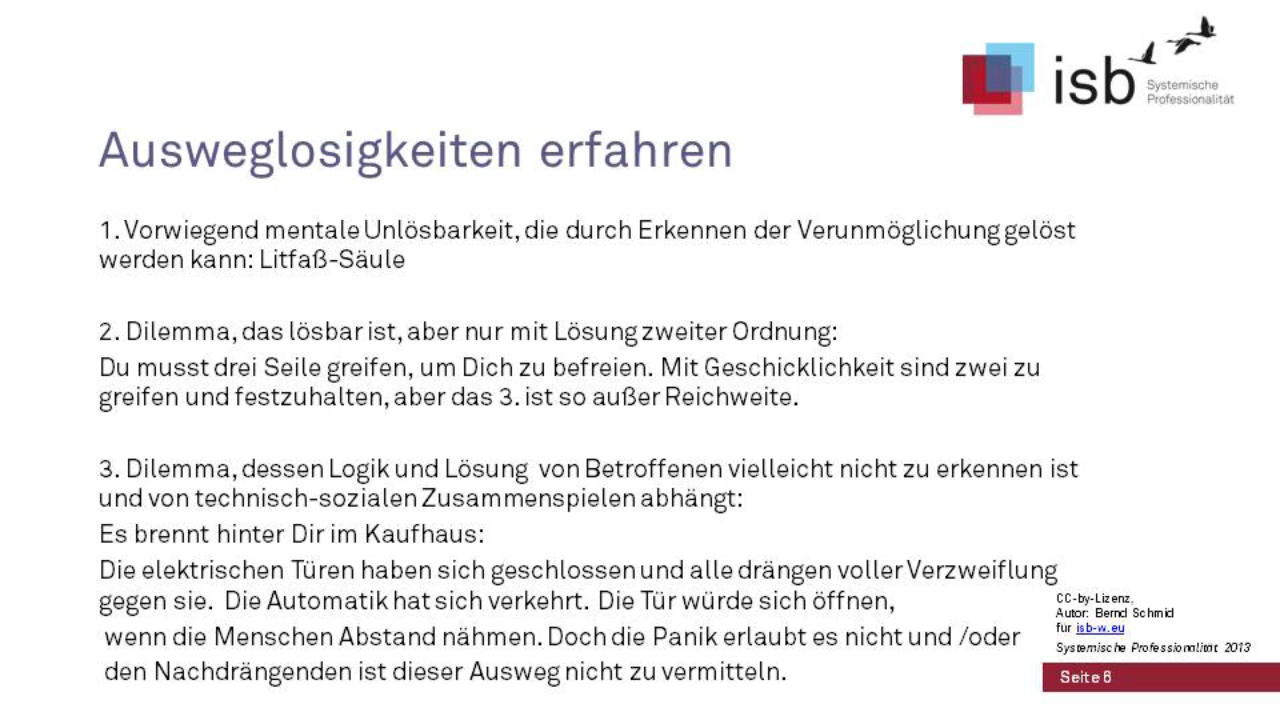 isb
Systemische
Professionalität
Ausweglosigkeiten erfahren
1. Vorwiegend mentale Unlösbarkeit, die durch Erkennen der Verunmöglichung gelöst
werden kann: Litfaß-Säule
2. Dilemma, das lösbar ist, aber nur mit Lösung zweiter Ordnung:
Du musst drei Seile greifen, um Dich zu befreien. Mit Geschicklichkeit sind zwei zu
greifen und festzuhalten, aber das 3. ist so außer Reichweite.
3. Dilemma, dessen Logik und Lösung von Betroffenen vielleicht nicht zu erkennen ist
und von technisch-sozialen Zusammenspielen abhängt:
Es brennt hinter Dir im Kaufhaus:
Die elektrischen Türen haben sich geschlossen und alle drängen voller Verzweiflung
gegen sie. Die Automatik hat sich verkehrt. Die Tür würde sich öffnen,
wenn die Menschen Abstand nähmen. Doch die Panik erlaubt es nicht und /oder
den Nachdrängenden ist dieser Ausweg nicht zu vermitteln.
CC-by-Lizenz,
Autor: Bernd Schmid
für isb-w.eu
Systemische Professionalität 2013
Seite 6